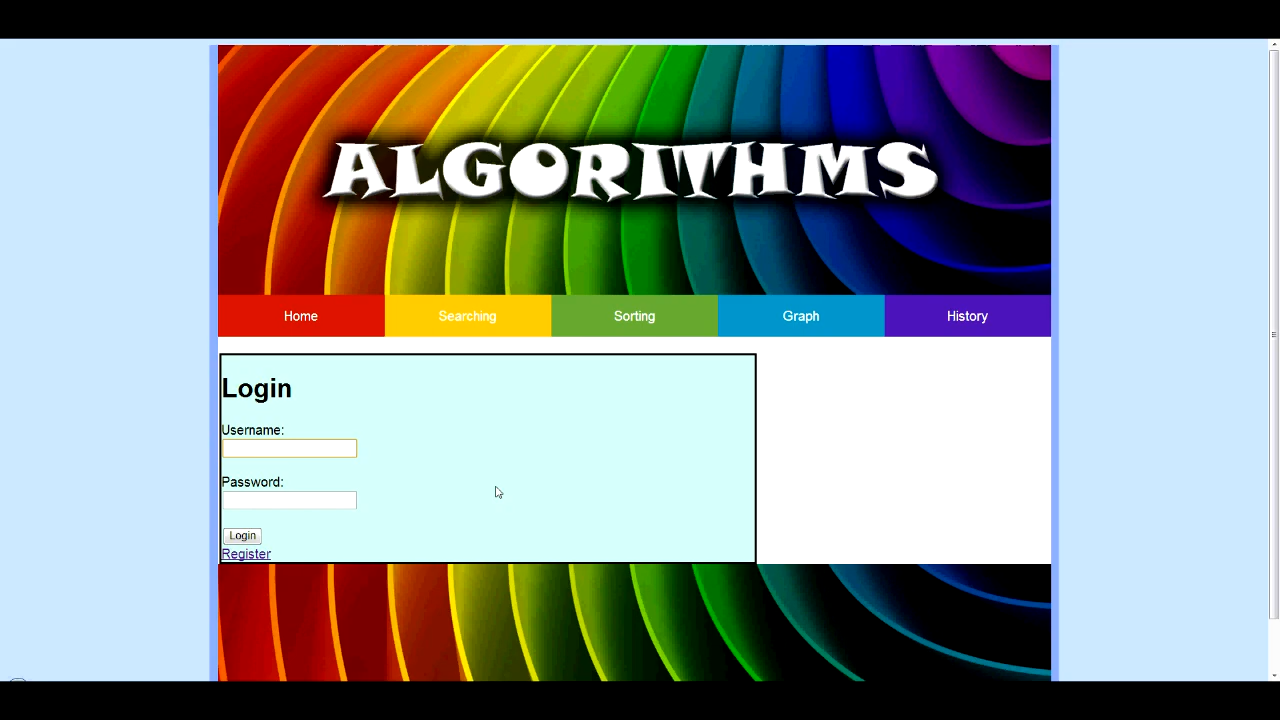 ALGORITHMS
Home Searching Sorting Graph History
Login
Username:
Password:
Login
Register